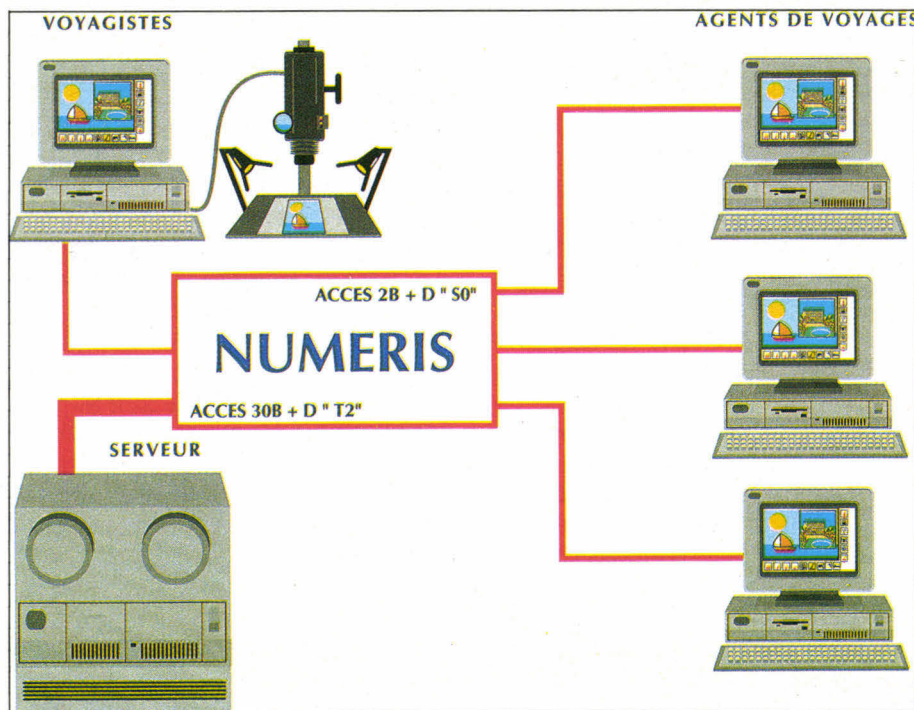 VOYAGISTES
AGENTS DE VOYAGES
ACCES 2B + D " S0"
NUMERIS
ACCES 30B + D " T2"
SERVEUR